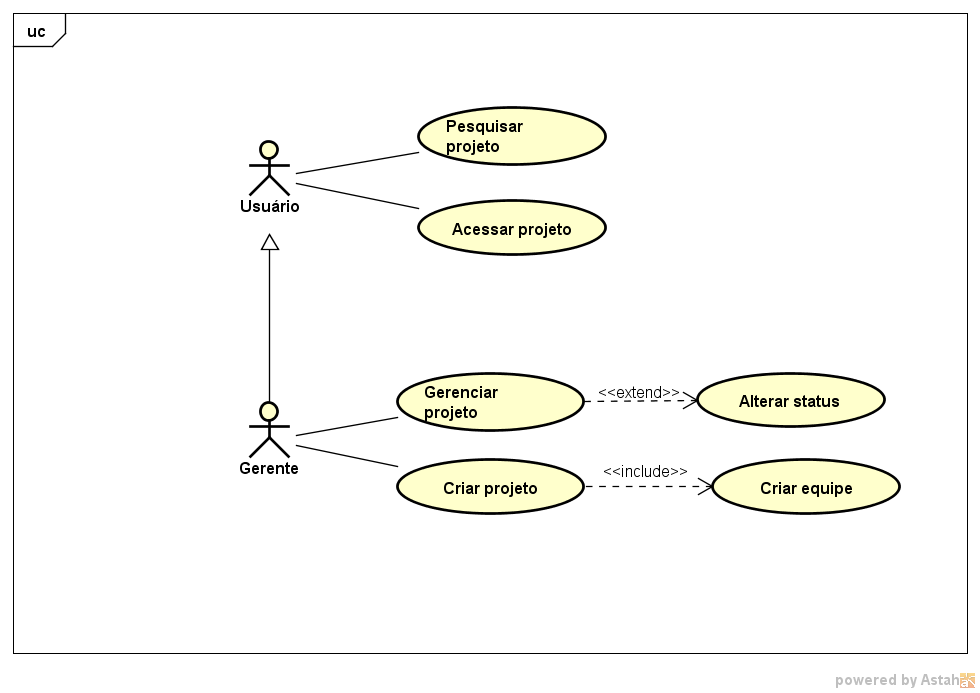 uc
Pesquisar
projeto
Usuário
Acessar projeto
Gerenciar
projeto
<<extend>>
Alterar status
Gerente
Criar projeto
<<include>>
Criar equipe
powered by Astah